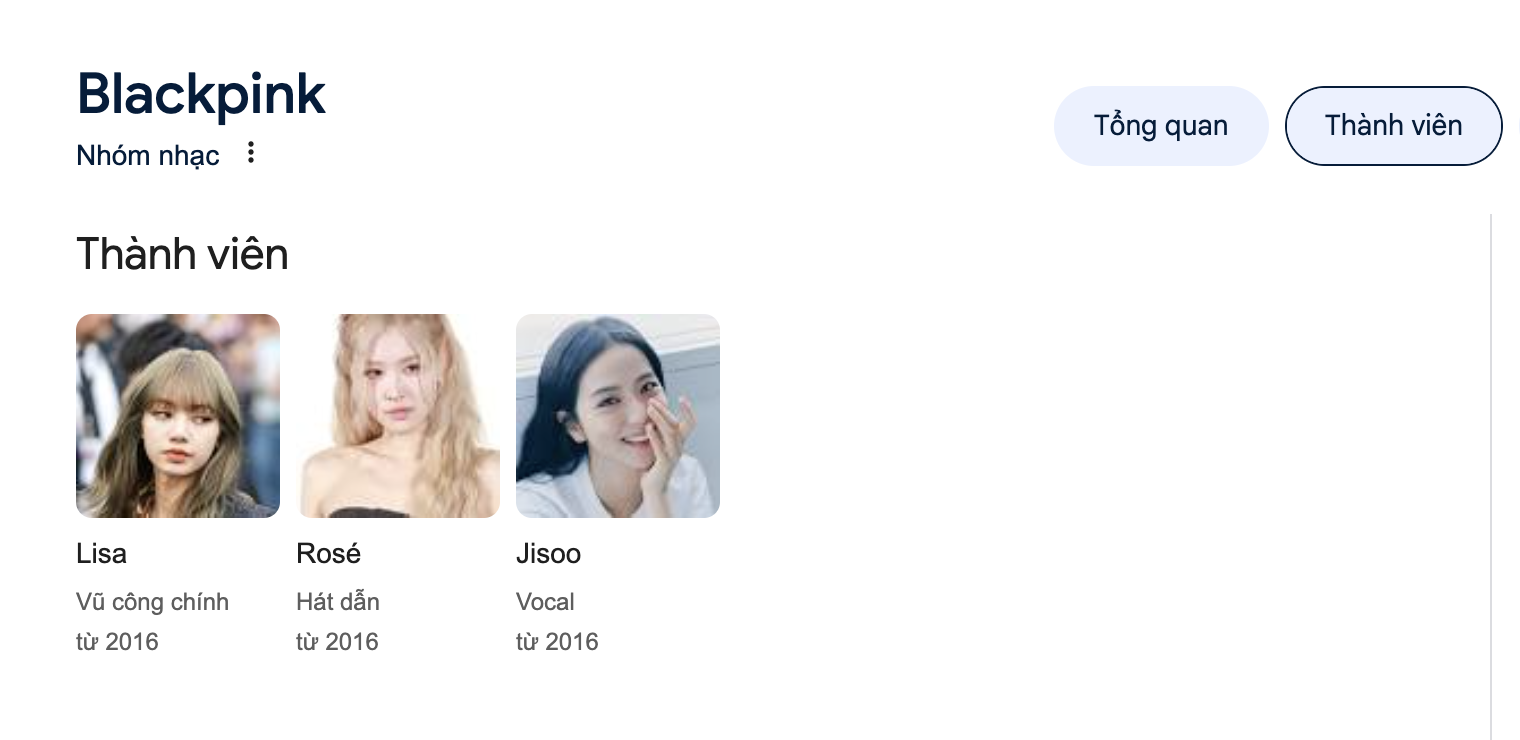 Blackpink
Nhóm nhạc
Tổng quan
Thành viên
Thành viên
Lisa
Vũ công chính
từ 2016
Rosé
Hát dẫn
từ 2016
Jisoo
Vocal
từ 2016